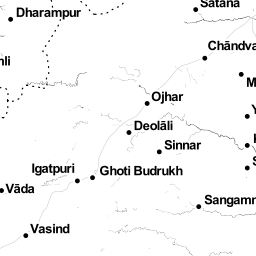 Satana
Dharampur
Chāndva
Ojhar
Deolāli
Sinnar
Igatpuri
Ghoti Budrukh
Vāda
Sangamn
Vasind